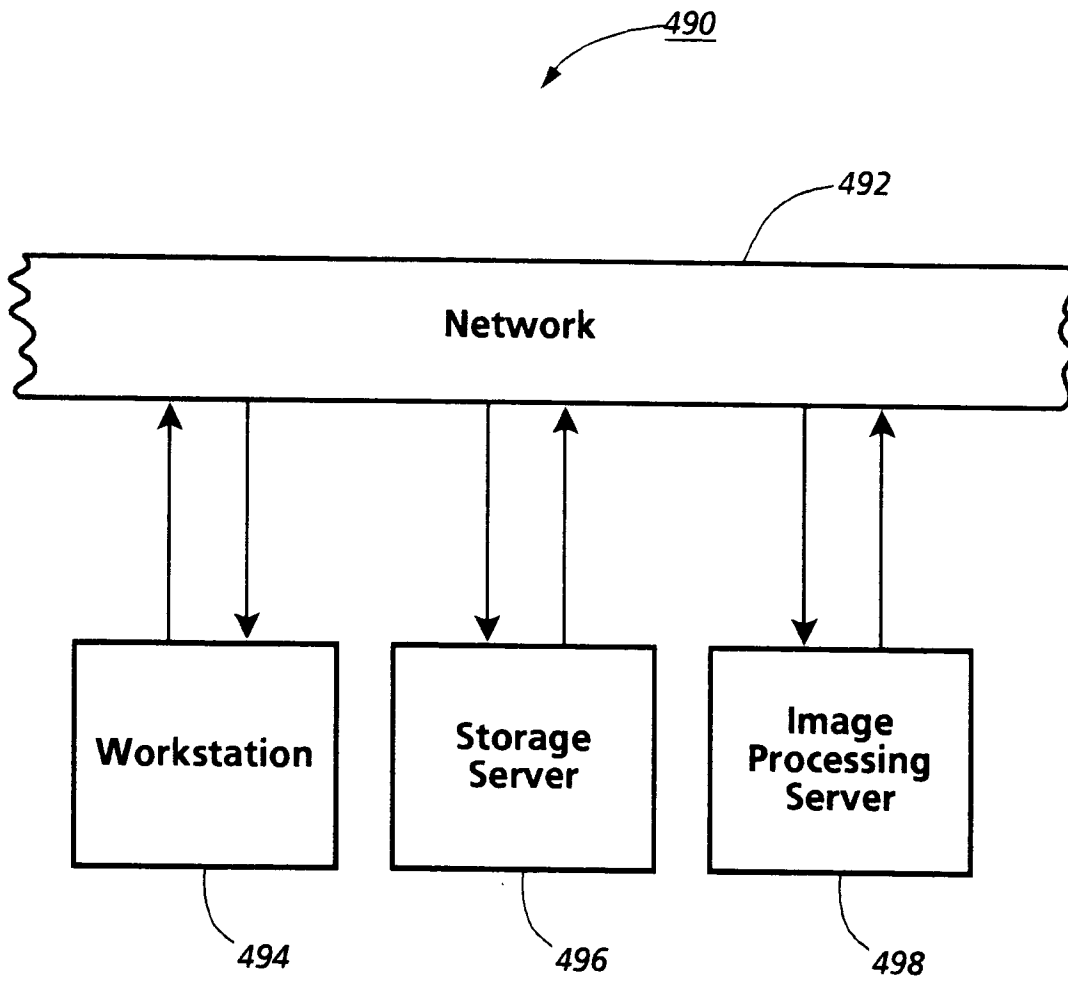 490
492
Network
Workstation
Storage
Server
Image
Processing
Server
494
496
498